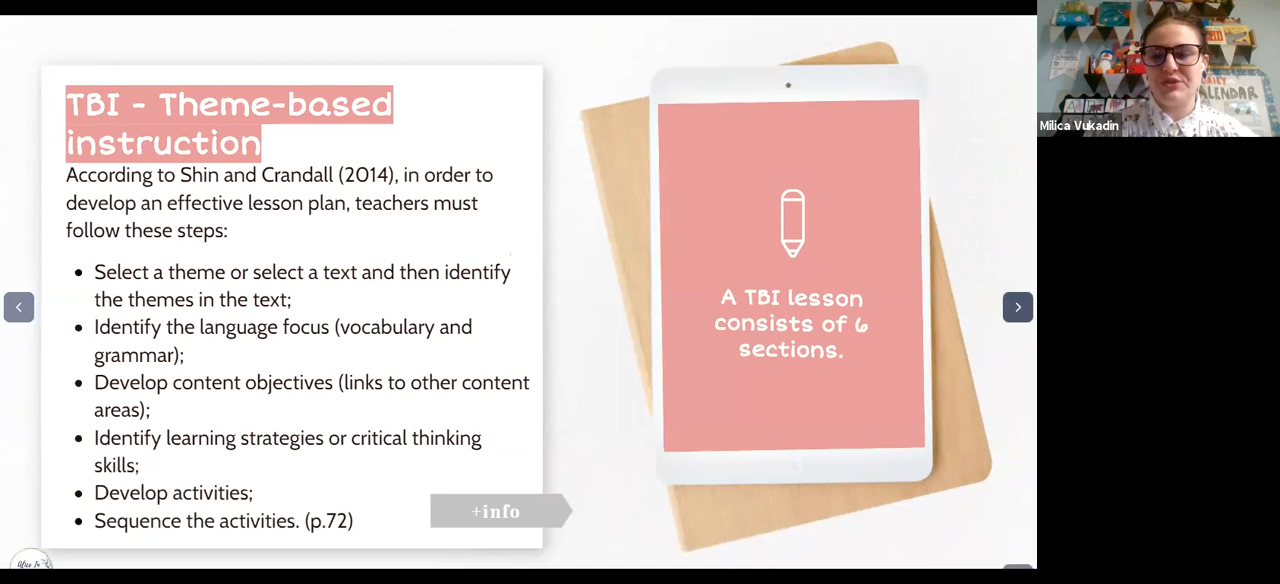 TBI - Theme-based
instruction
According to Shin and Crandall (2014), in order to
develop an effective lesson plan, teachers must
follow these steps:
Select a theme or select a text and then identify
the themes in the text;
Identify the language focus (vocabulary and
grammar);
Develop content objectives (links to other content
areas);
Identify learning strategies or critical thinking
skills;
Develop activities;
Sequence the activities. (p.72)
+info
A TBI lesson
consists of 6
sections.
Milica Vukadin